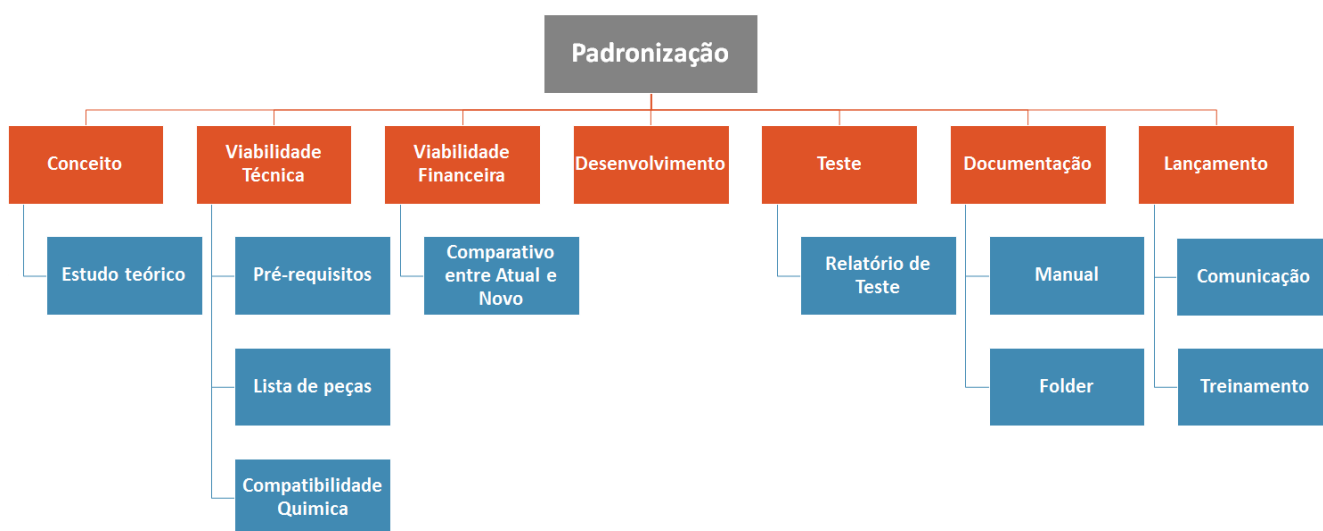 Padronização
Conceito
Viabilidade
Técnica
Viabilidade
Financeira
Desenvolvimento
Teste
Documentação
Lançamento
Estudo teórico
Pré-requisitos
Comparativo
entre Atual e
Novo
Relatório de
Teste
Manual
Comunicação
Lista de peças
Folder
Treinamento
Compatibilidade
Quimica